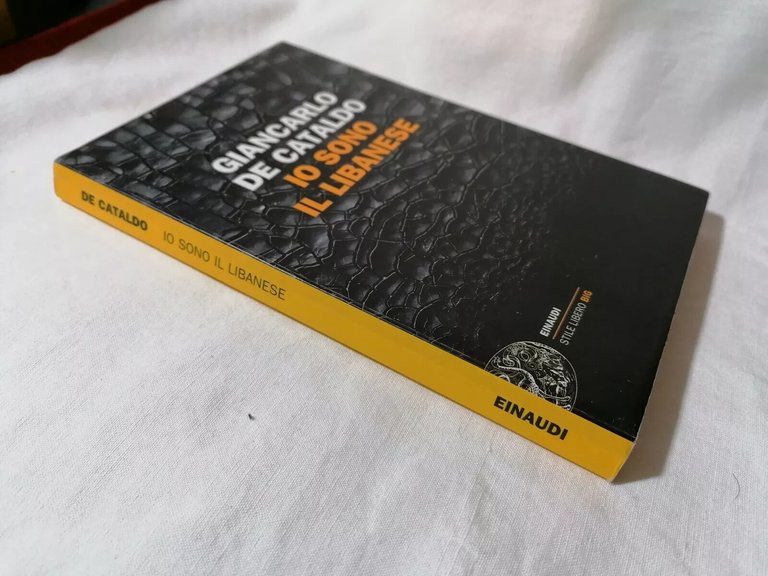 GIANCARLO
DE CATALDO
IO SONO
IL LIBANESE
EINAUDI
STILE LIBERO BIG
DE CATALDO IO SONO IL LIBANESE EINAUDI